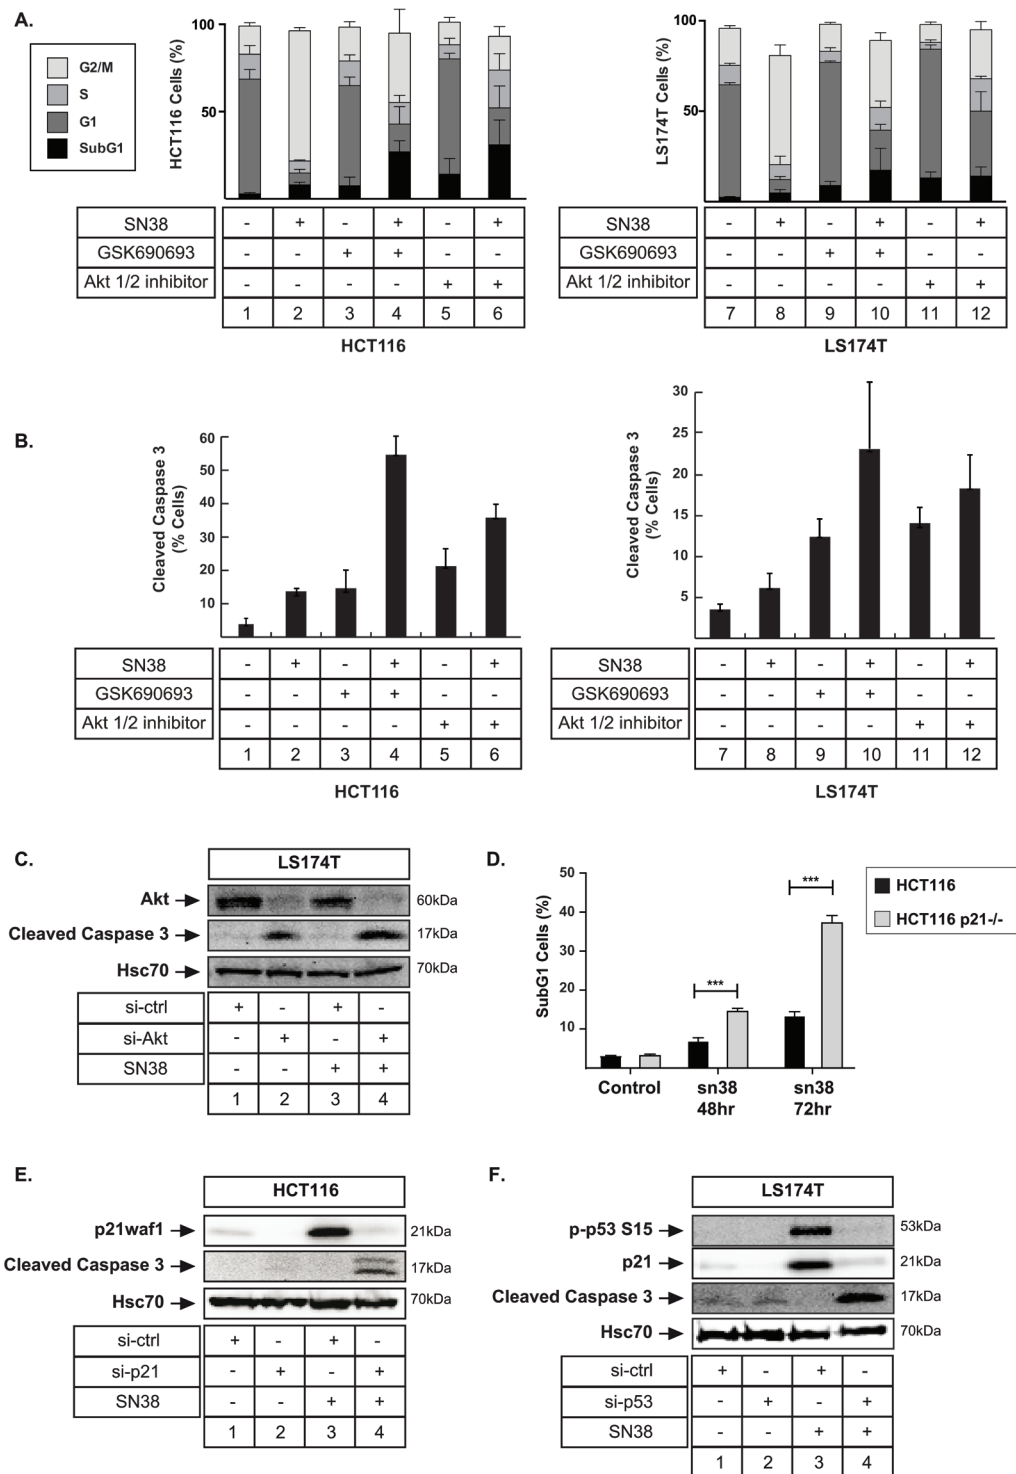 A.
G2/M
S
G1
SubG1
HCT116 Cells (%)
100
50
LS174T Cells (%)
100
50
SN38 - + - + - +
GSK690693 - - + + - -
Akt 1/2 inhibitor - - - - + +
1 2 3 4 5 6
HCT116
SN38 - + - + - +
GSK690693 - - + + - -
Akt 1/2 inhibitor - - - - + +
7 8 9 10 11 12
LS174T
B.
Cleaved Caspase 3
(% Cells)
60
50
40
30
20
10
Cleaved Caspase 3
(% Cells)
30
25
20
15
10
5
SN38 - + - + - +
GSK690693 - - + + - -
Akt 1/2 inhibitor - - - - + +
1 2 3 4 5 6
HCT116
SN38 - + - + - +
GSK690693 - - + + - -
Akt 1/2 inhibitor - - - - + +
7 8 9 10 11 12
LS174T
C.
LS174T
Akt 60kDa
Cleaved Caspase 3 17kDa
Hsc70 70kDa
si-ctrl + - + -
si-Akt - + - +
SN38 - - + +
1 2 3 4
D.
SubG1 Cells (%)
50
40
30
20
10
***
***
HCT116
HCT116 p21-/-
Control sn38 sn38
48hr 72hr
E.
HCT116
p21waf1 21kDa
Cleaved Caspase 3 17kDa
Hsc70 70kDa
si-ctrl + - + -
si-p21 - + - +
SN38 - - + +
1 2 3 4
F.
LS174T
p-p53 S15 53kDa
p21 21kDa
Cleaved Caspase 3 17kDa
Hsc70 70kDa
si-ctrl + - + -
si-p53 - + - +
SN38 - - + +
1 2 3 4